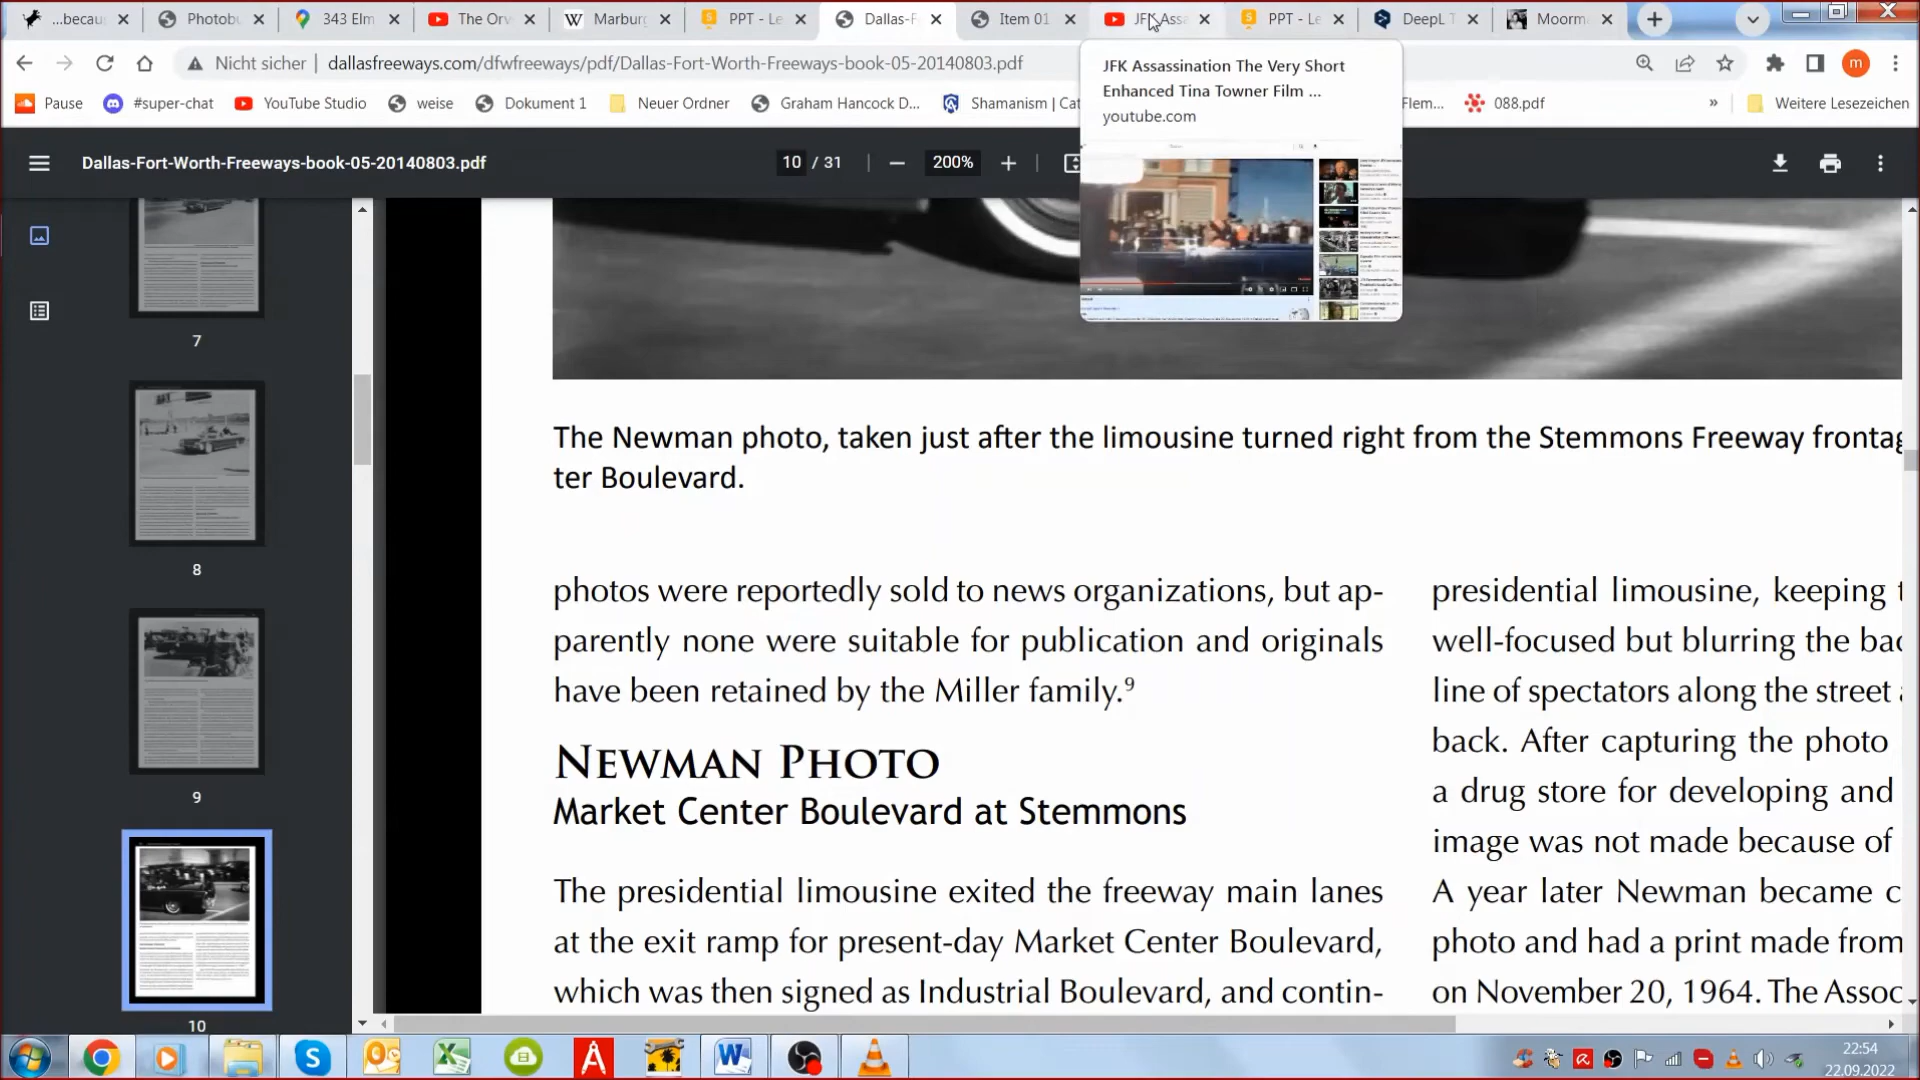 ...becau
Photobu
343 Elm
The Orv
Marburg
PPT - Le
Dallas-F
Item 01
JFK Assa
PPT - Le
DeepL T
Moorm
Nicht sicher
dallasfreeways.com/dfwfreeways/pdf/Dallas-Fort-Worth-Freeways-book-05-20140803.pdf
m
Pause
#super-chat
YouTube Studio
weise
Dokument 1
Neuer Ordner
Graham Hancock D...
Shamanism | Cat
Flem...
088.pdf
»
Weitere Lesezeichen
JFK Assassination The Very Short
Enhanced Tina Towner Film ...
youtube.com
Dallas-Fort-Worth-Freeways-book-05-20140803.pdf
10 / 31
200%
7
8
9
10
The Newman photo, taken just after the limousine turned right from the Stemmons Freeway frontag
ter Boulevard.
photos were reportedly sold to news organizations, but ap-
parently none were suitable for publication and originals
have been retained by the Miller family.9
Newman Photo
Market Center Boulevard at Stemmons
The presidential limousine exited the freeway main lanes
at the exit ramp for present-day Market Center Boulevard,
which was then signed as Industrial Boulevard, and contin-
presidential limousine, keeping t
well-focused but blurring the bac
line of spectators along the street a
back. After capturing the photo
a drug store for developing and
image was not made because of
A year later Newman became c
photo and had a print made from
on November 20, 1964. The Assoc
22:54
22.09.2022